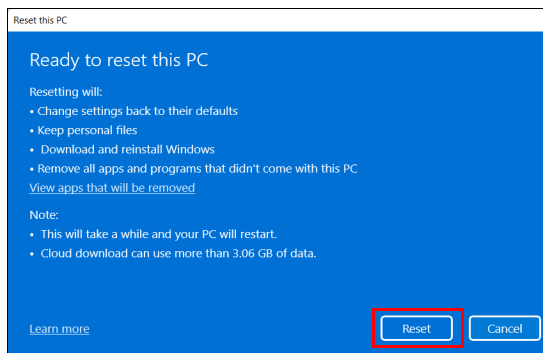 Reset this PC
Ready to reset this PC
Resetting will:
• Change settings back to their defaults
• Keep personal files
• Download and reinstall Windows
• Remove all apps and programs that didn't come with this PC
View apps that will be removed
Note:
• This will take a while and your PC will restart.
• Cloud download can use more than 3.06 GB of data.
Learn more
Reset
Cancel